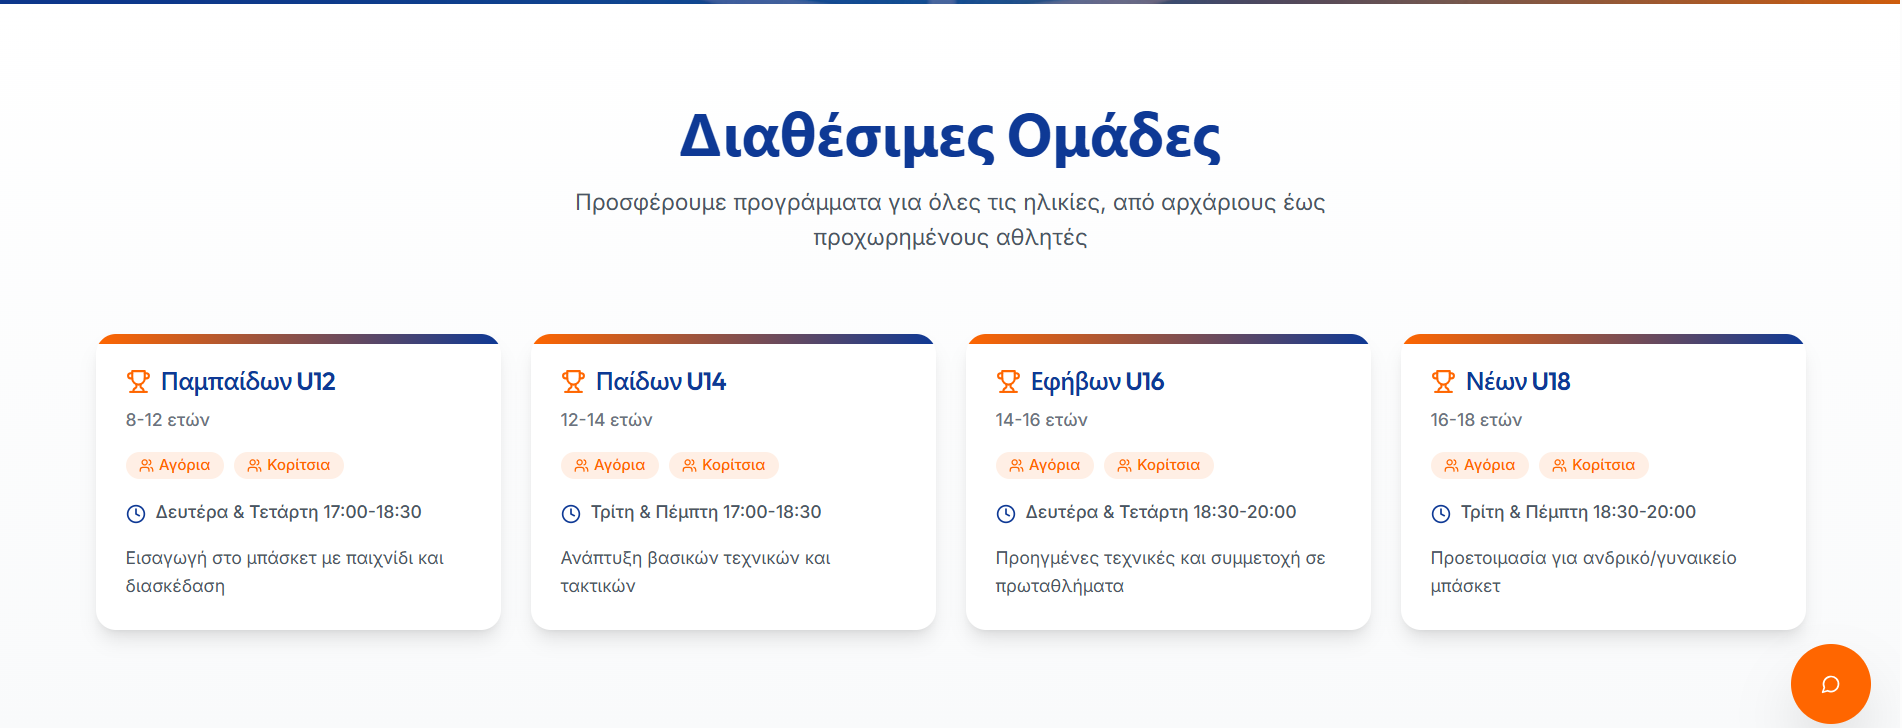 Διαθέσιμες Ομάδες
Προσφέρουμε προγράμματα για όλες τις ηλικίες, από αρχάριους έως
προχωρημένους αθλητές
Παμπαίδων U12
8-12 ετών
Αγόρια Κορίτσια
Δευτέρα & Τετάρτη 17:00-18:30
Εισαγωγή στο μπάσκετ με παιχνίδι και
διασκέδαση
Παίδων U14
12-14 ετών
Αγόρια Κορίτσια
Τρίτη & Πέμπτη 17:00-18:30
Ανάπτυξη βασικών τεχνικών και
τακτικών
Εφήβων U16
14-16 ετών
Αγόρια Κορίτσια
Δευτέρα & Τετάρτη 18:30-20:00
Προηγμένες τεχνικές και συμμετοχή σε
πρωταθλήματα
Νέων U18
16-18 ετών
Αγόρια Κορίτσια
Τρίτη & Πέμπτη 18:30-20:00
Προετοιμασία για ανδρικό/γυναικείο
μπάσκετ